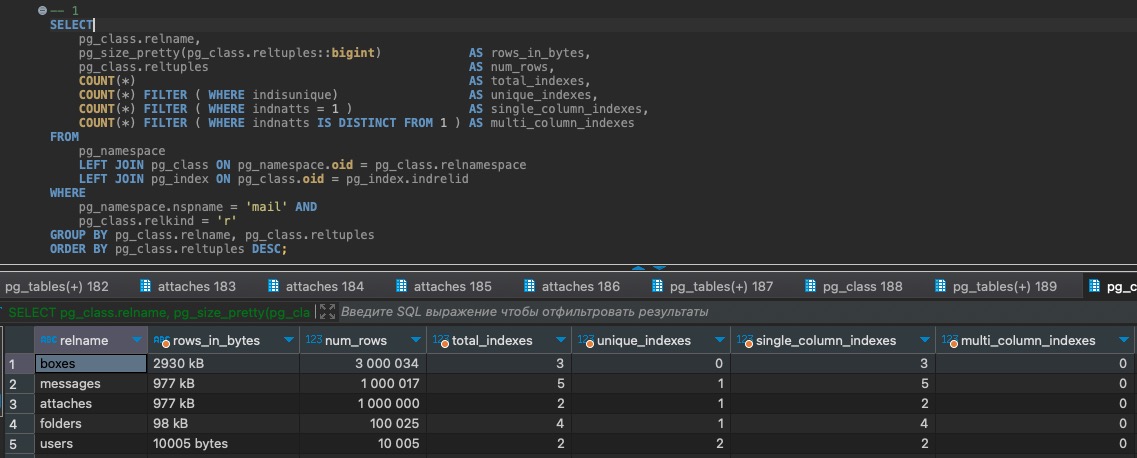 -- 1
SELECT
pg_class.relname,
pg_size_pretty(pg_class.reltuples::bigint) AS rows_in_bytes,
pg_class.reltuples AS num_rows,
COUNT(*) AS total_indexes,
COUNT(*) FILTER ( WHERE indisunique) AS unique_indexes,
COUNT(*) FILTER ( WHERE indnatts = 1 ) AS single_column_indexes,
COUNT(*) FILTER ( WHERE indnatts IS DISTINCT FROM 1 ) AS multi_column_indexes
FROM
pg_namespace
LEFT JOIN pg_class ON pg_namespace.oid = pg_class.relnamespace
LEFT JOIN pg_index ON pg_class.oid = pg_index.indrelid
WHERE
pg_namespace.nspname = 'mail' AND
pg_class.relkind = 'r'
GROUP BY pg_class.relname, pg_class.reltuples
ORDER BY pg_class.reltuples DESC;
pg_tables(+) 182 attaches 183 attaches 184 attaches 185 attaches 186 pg_tables(+) 187 pg_class 188 pg_tables(+) 189 pg_c
SELECT pg_class.relname, pg_size_pretty(pg_cla Введите SQL выражение чтобы отфильтровать результаты
ABC relname ABC rows_in_bytes 123 num_rows 123 total_indexes 123 unique_indexes 123 single_column_indexes 123 multi_column_indexes
1 boxes 2930 kB 3 000 034 3 0 3 0
2 messages 977 kB 1 000 017 5 1 5 0
3 attaches 977 kB 1 000 000 2 1 2 0
4 folders 98 kB 100 025 4 1 4 0
5 users 10005 bytes 10 005 2 2 2 0